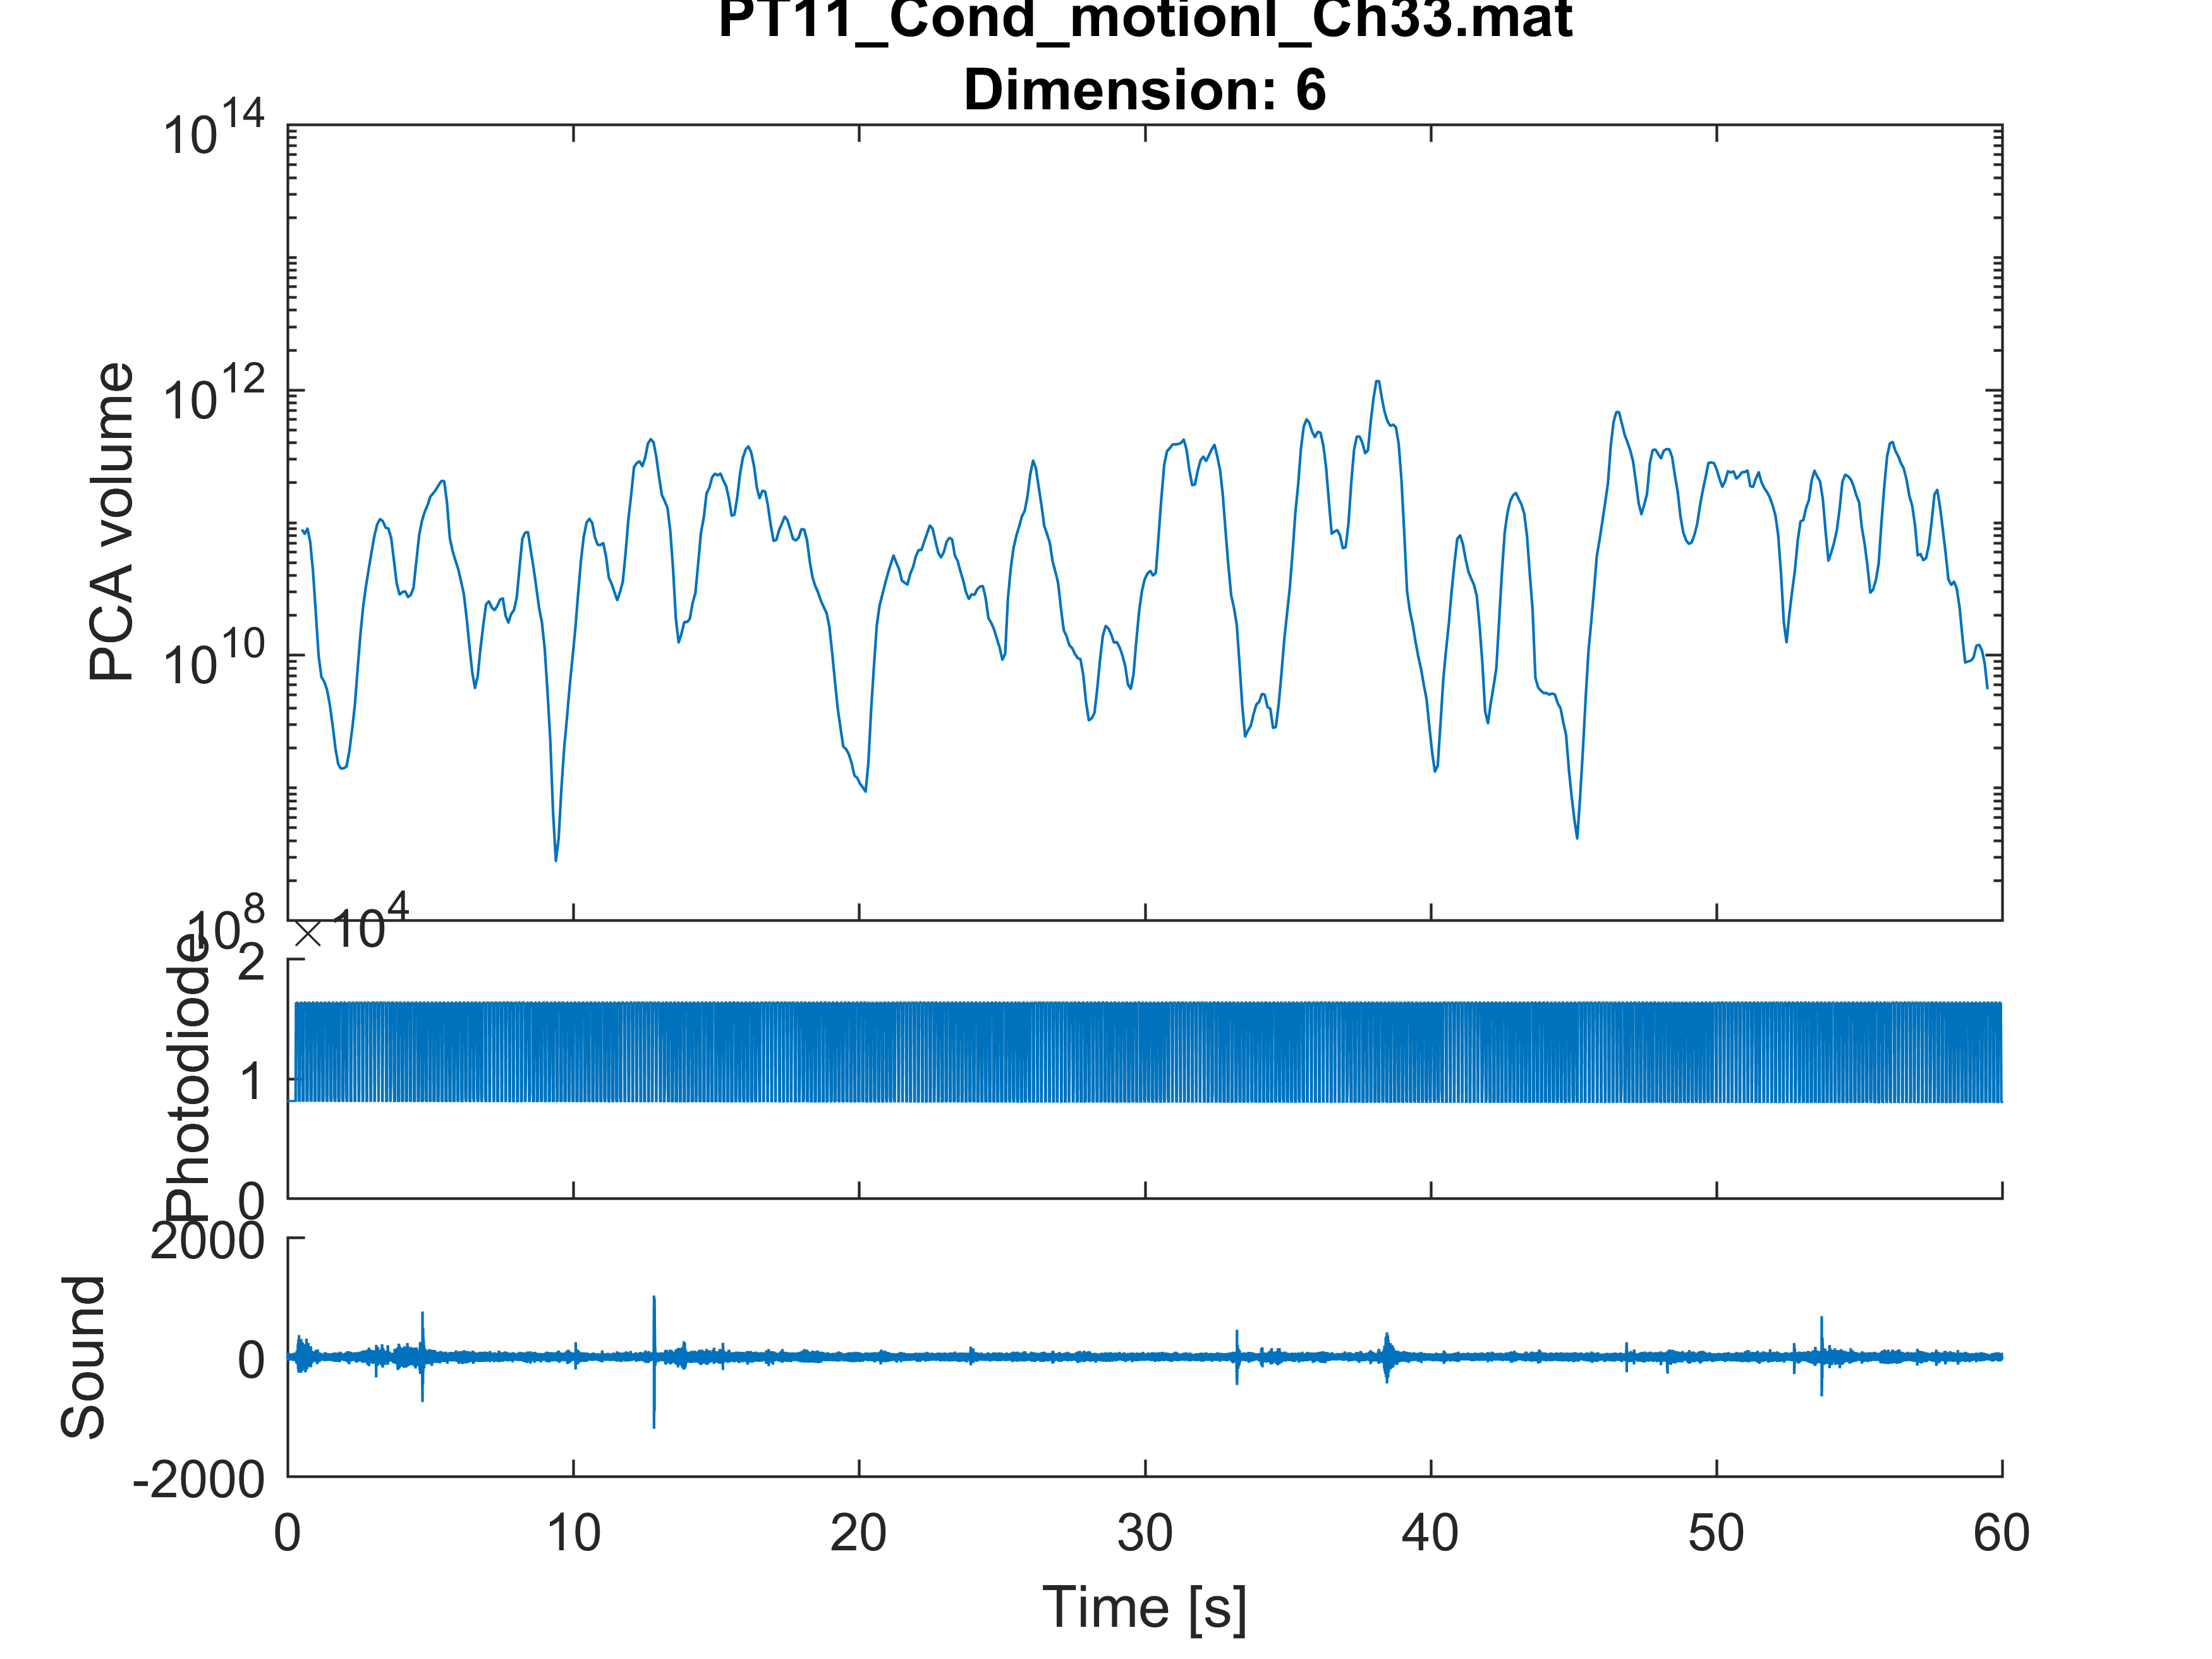 PT11_Cond_motionI_Ch33.mat
Dimension: 6
10^14
10^12
10^10
10^8
PCA volume
×10^4
2
1
0
Photodiode
2000
0
-2000
Sound
0 10 20 30 40 50 60
Time [s]